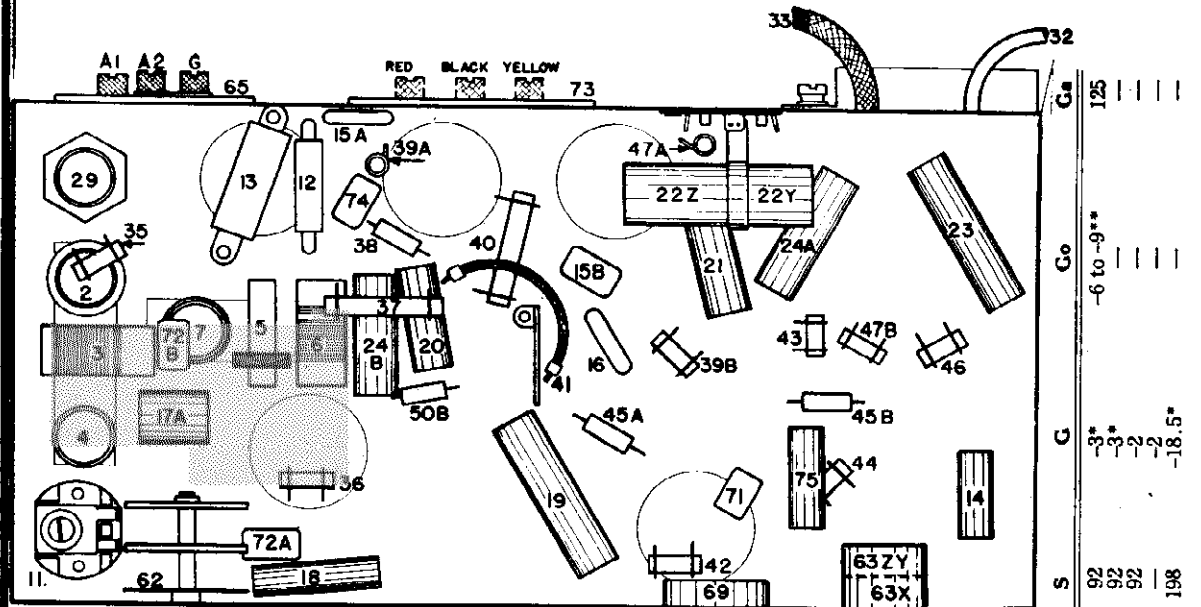 A1 A2 G
65
RED BLACK YELLOW
73
33
32
15A
39A
47A
29
13
12
74
38
40
22Z 22Y
35
2
15B
21
24A
23
37
3
72
B
7
5
6
24
B
20
41
16
39B
43
47B
46
17A
4
50B
45A
45B
36
19
71
75
44
14
1
11.
72A
62
18
42
69
63ZY
63X
S G Go Ga
92 -3* -6 to -9** 125
92 -3* — —
92 -2 — —
— -2 — —
198 -18.5* — —